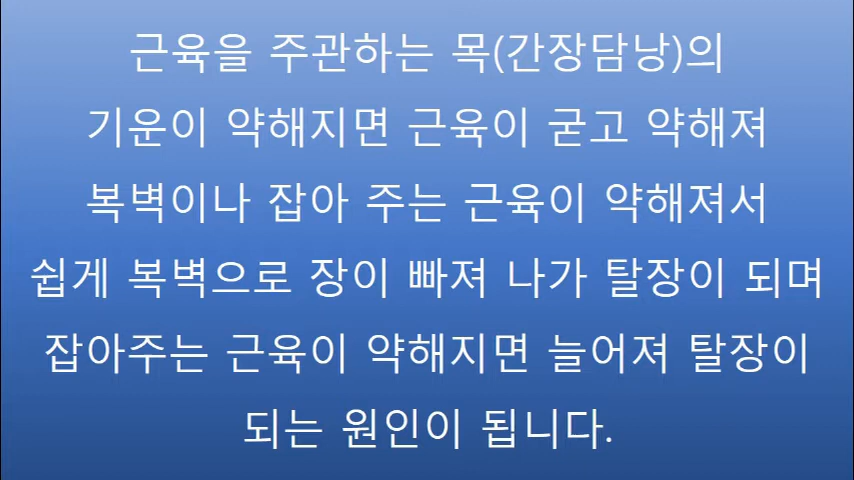 근육을 주관하는 목(간장담낭)의
기운이 약해지면 근육이 굳고 약해져
복벽이나 잡아 주는 근육이 약해져서
쉽게 복벽으로 장이 빠져 나가 탈장이 되며
잡아주는 근육이 약해지면 늘어져 탈장이
되는 원인이 됩니다.